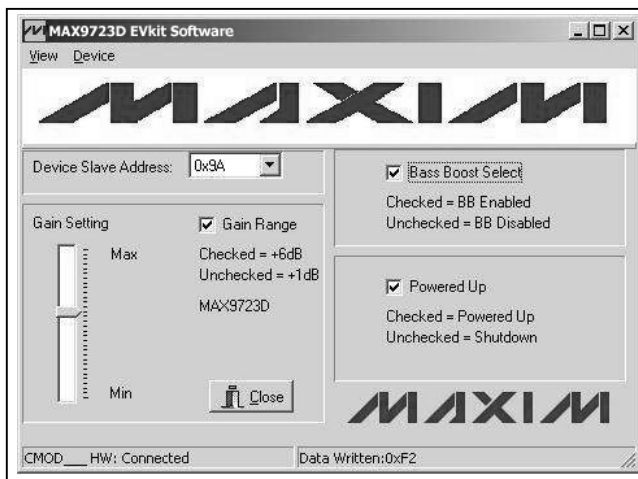 MAX9723D EVkit Software
View Device
MAXIM
Device Slave Address: 0x9A
Gain Setting
Max
Min
Gain Range
Checked = +6dB
Unchecked = +1dB
MAX9723D
Close
Bass Boost Select
Checked = BB Enabled
Unchecked = BB Disabled
Powered Up
Checked = Powered Up
Unchecked = Shutdown
MAXIM
CMOD___ HW: Connected
Data Written:0xF2